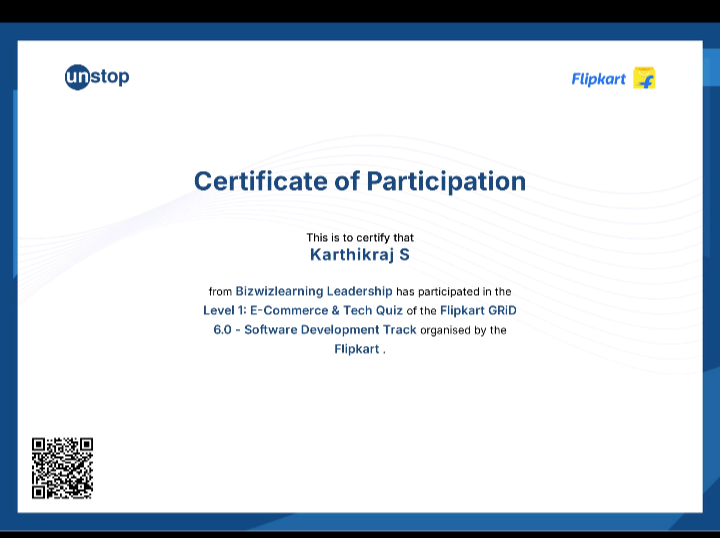 unstop
Flipkart
Certificate of Participation
This is to certify that
Karthikraj S
from Bizwizlearning Leadership has participated in the
Level 1: E-Commerce & Tech Quiz of the Flipkart GRiD
6.0 - Software Development Track organised by the
Flipkart .